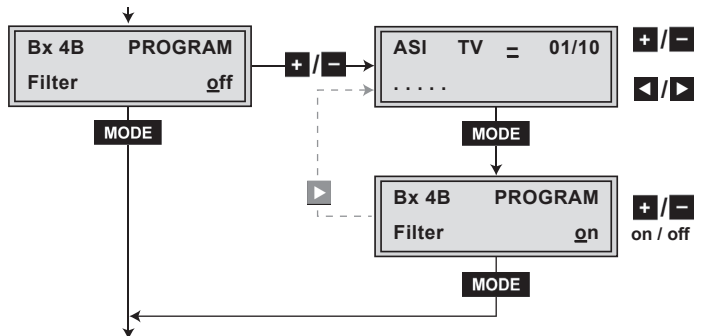 Bx 4B PROGRAM
Filter off
+ / −
ASI TV = 01/10
. . . . .
+ / −
◀ / ▶
MODE
MODE
▶
Bx 4B PROGRAM
Filter on
+ / −
on / off
MODE